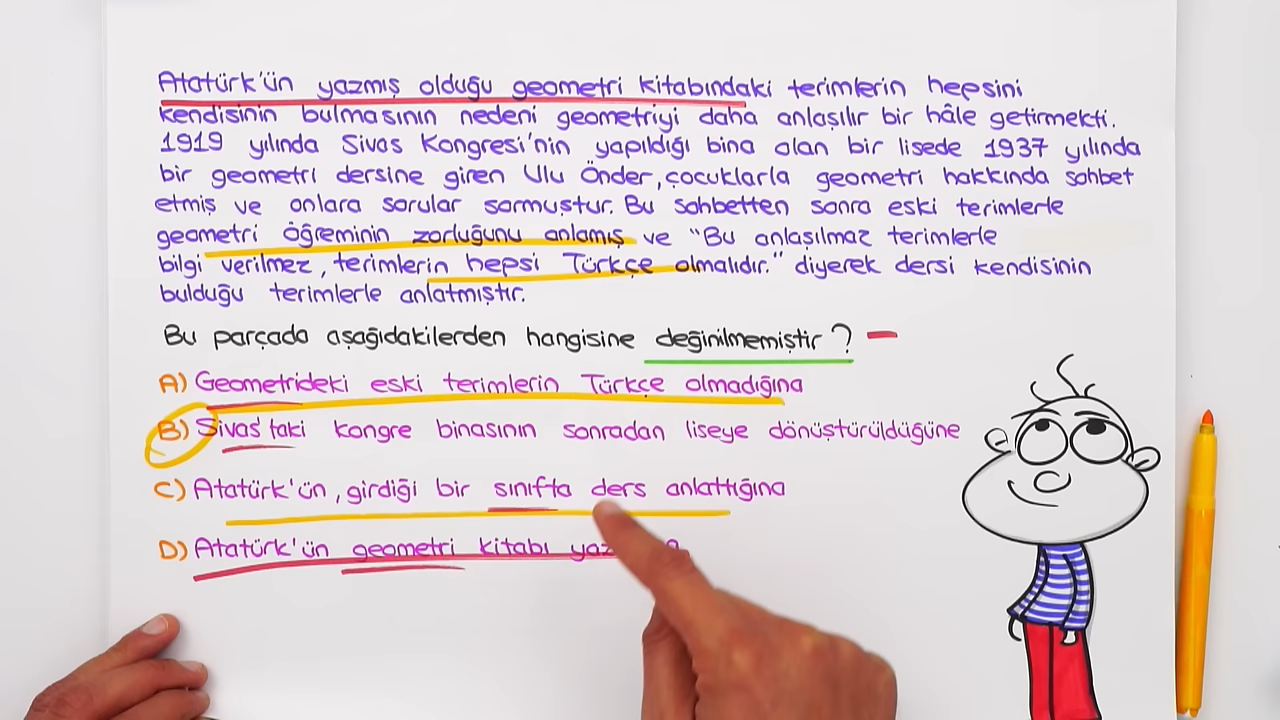 Atatürk'ün yazmış olduğu geometri kitabındaki terimlerin hepsini
kendisinin bulmasının nedeni geometriyi daha anlaşılır bir hâle getirmekti.
1919 yılında Sivas Kongresi'nin yapıldığı bina olan bir lisede 1937 yılında
bir geometri dersine giren Ulu Önder, çocuklarla geometri hakkında sohbet
etmiş ve onlara sorular sormuştur. Bu sohbetten sonra eski terimlerle
geometri öğreminin zorluğunu anlamış ve "Bu anlaşılmaz terimlerle
bilgi verilmez, terimlerin hepsi Türkçe olmalıdır." diyerek dersi kendisinin
bulduğu terimlerle anlatmıştır.
Bu parçada aşağıdakilerden hangisine değinilmemiştir?
A) Geometrideki eski terimlerin Türkçe olmadığına
B) Sivas'taki kongre binasının sonradan liseye dönüştürüldüğüne
C) Atatürk'ün, girdiği bir sınıfta ders anlattığına
D) Atatürk'ün geometri kitabı